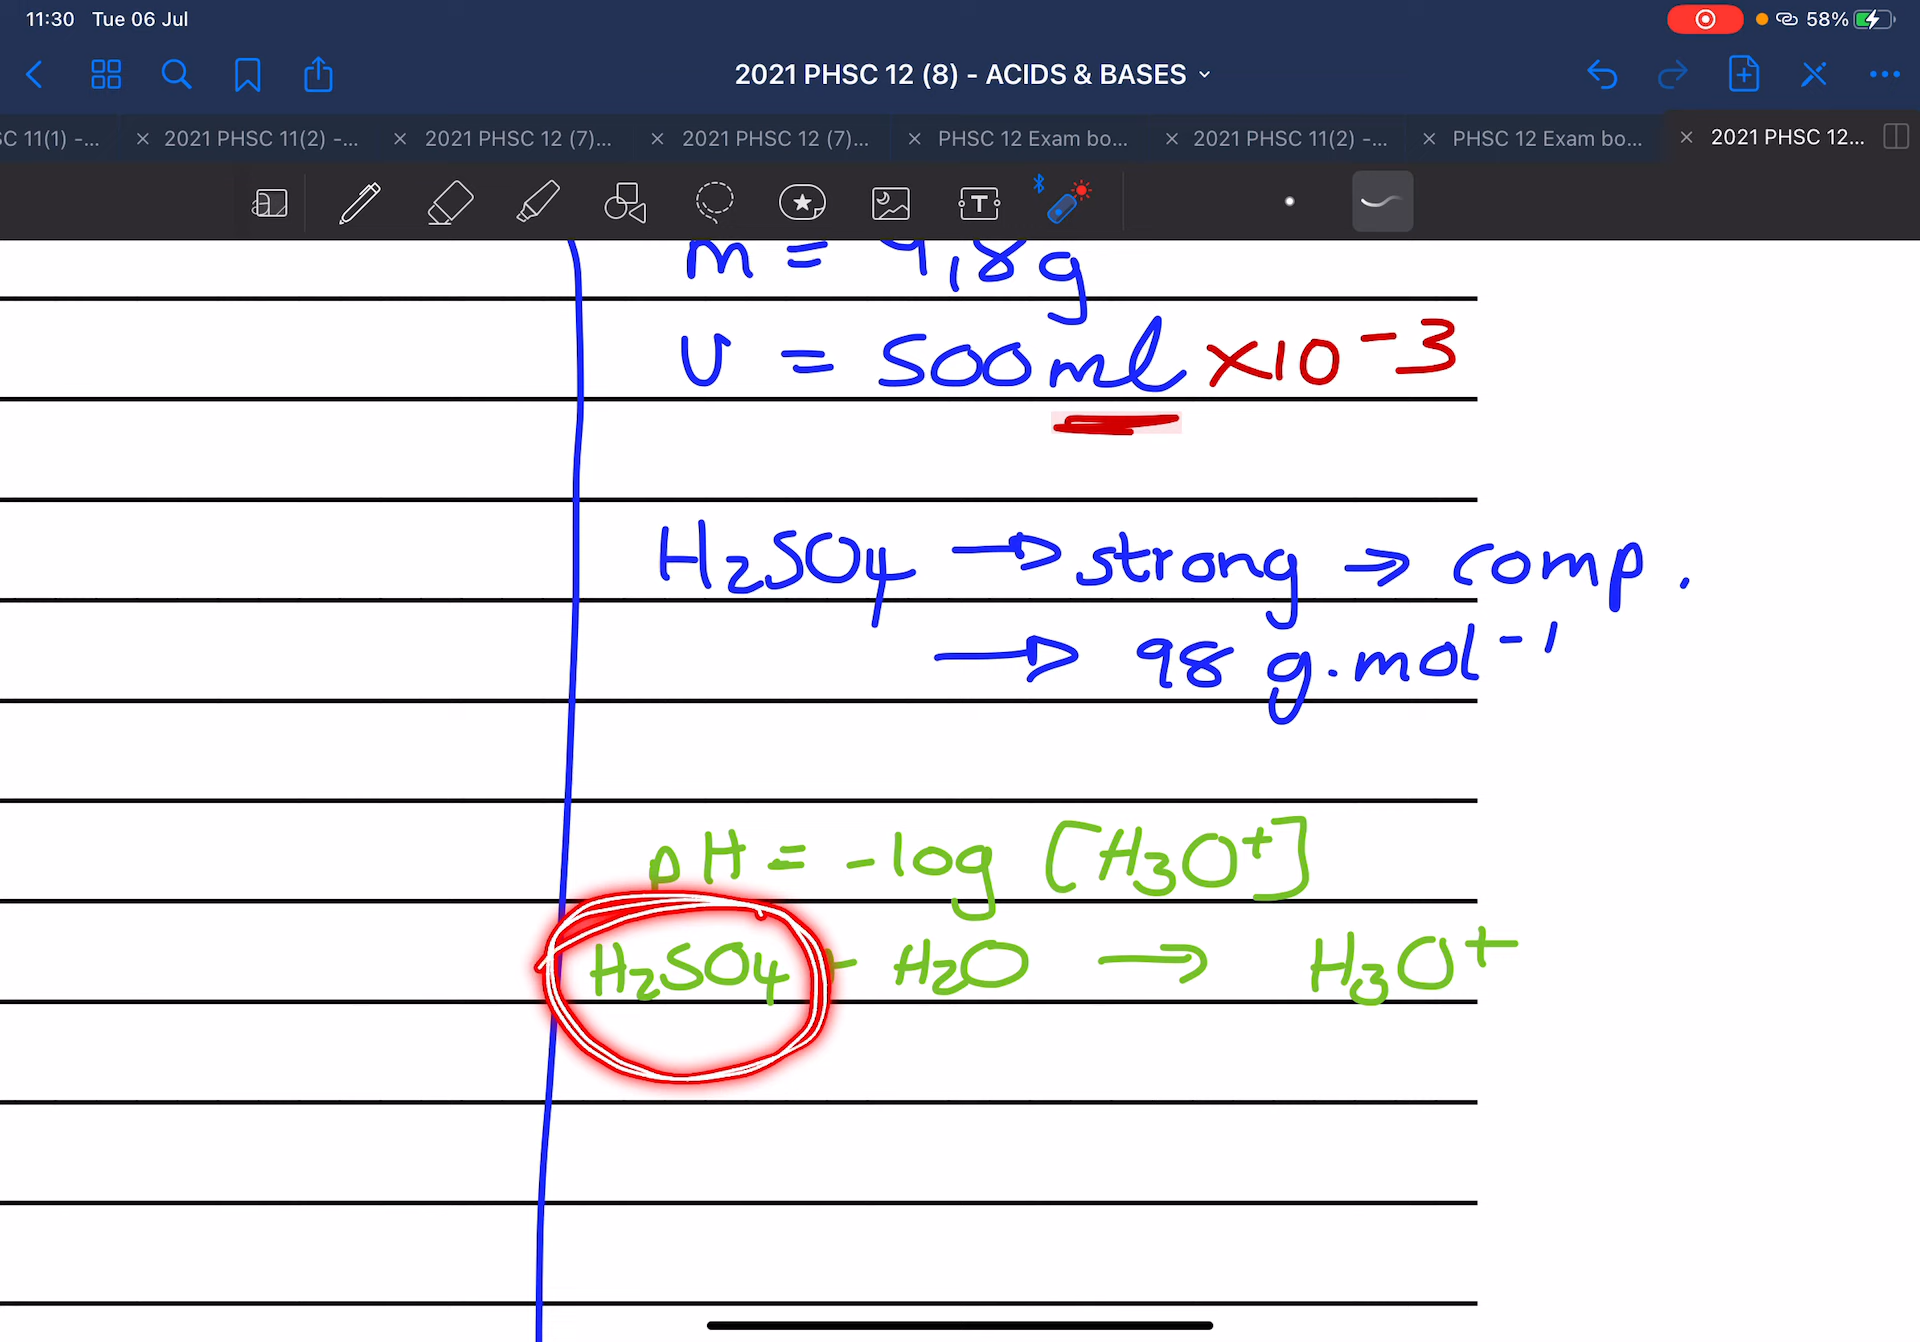 11:30 Tue 06 Jul 58%
2021 PHSC 12 (8) - ACIDS & BASES
SC 11(1) -... 2021 PHSC 11(2) -... 2021 PHSC 12 (7)... 2021 PHSC 12 (7)... PHSC 12 Exam bo... 2021 PHSC 11(2) -... PHSC 12 Exam bo... 2021 PHSC 12...
m = 9,8g
V = 500ml ×10⁻³
H₂SO₄ → strong → comp.
→ 98 g.mol⁻¹
pH = -log [H₃O⁺]
H₂SO₄ + H₂O → H₃O⁺